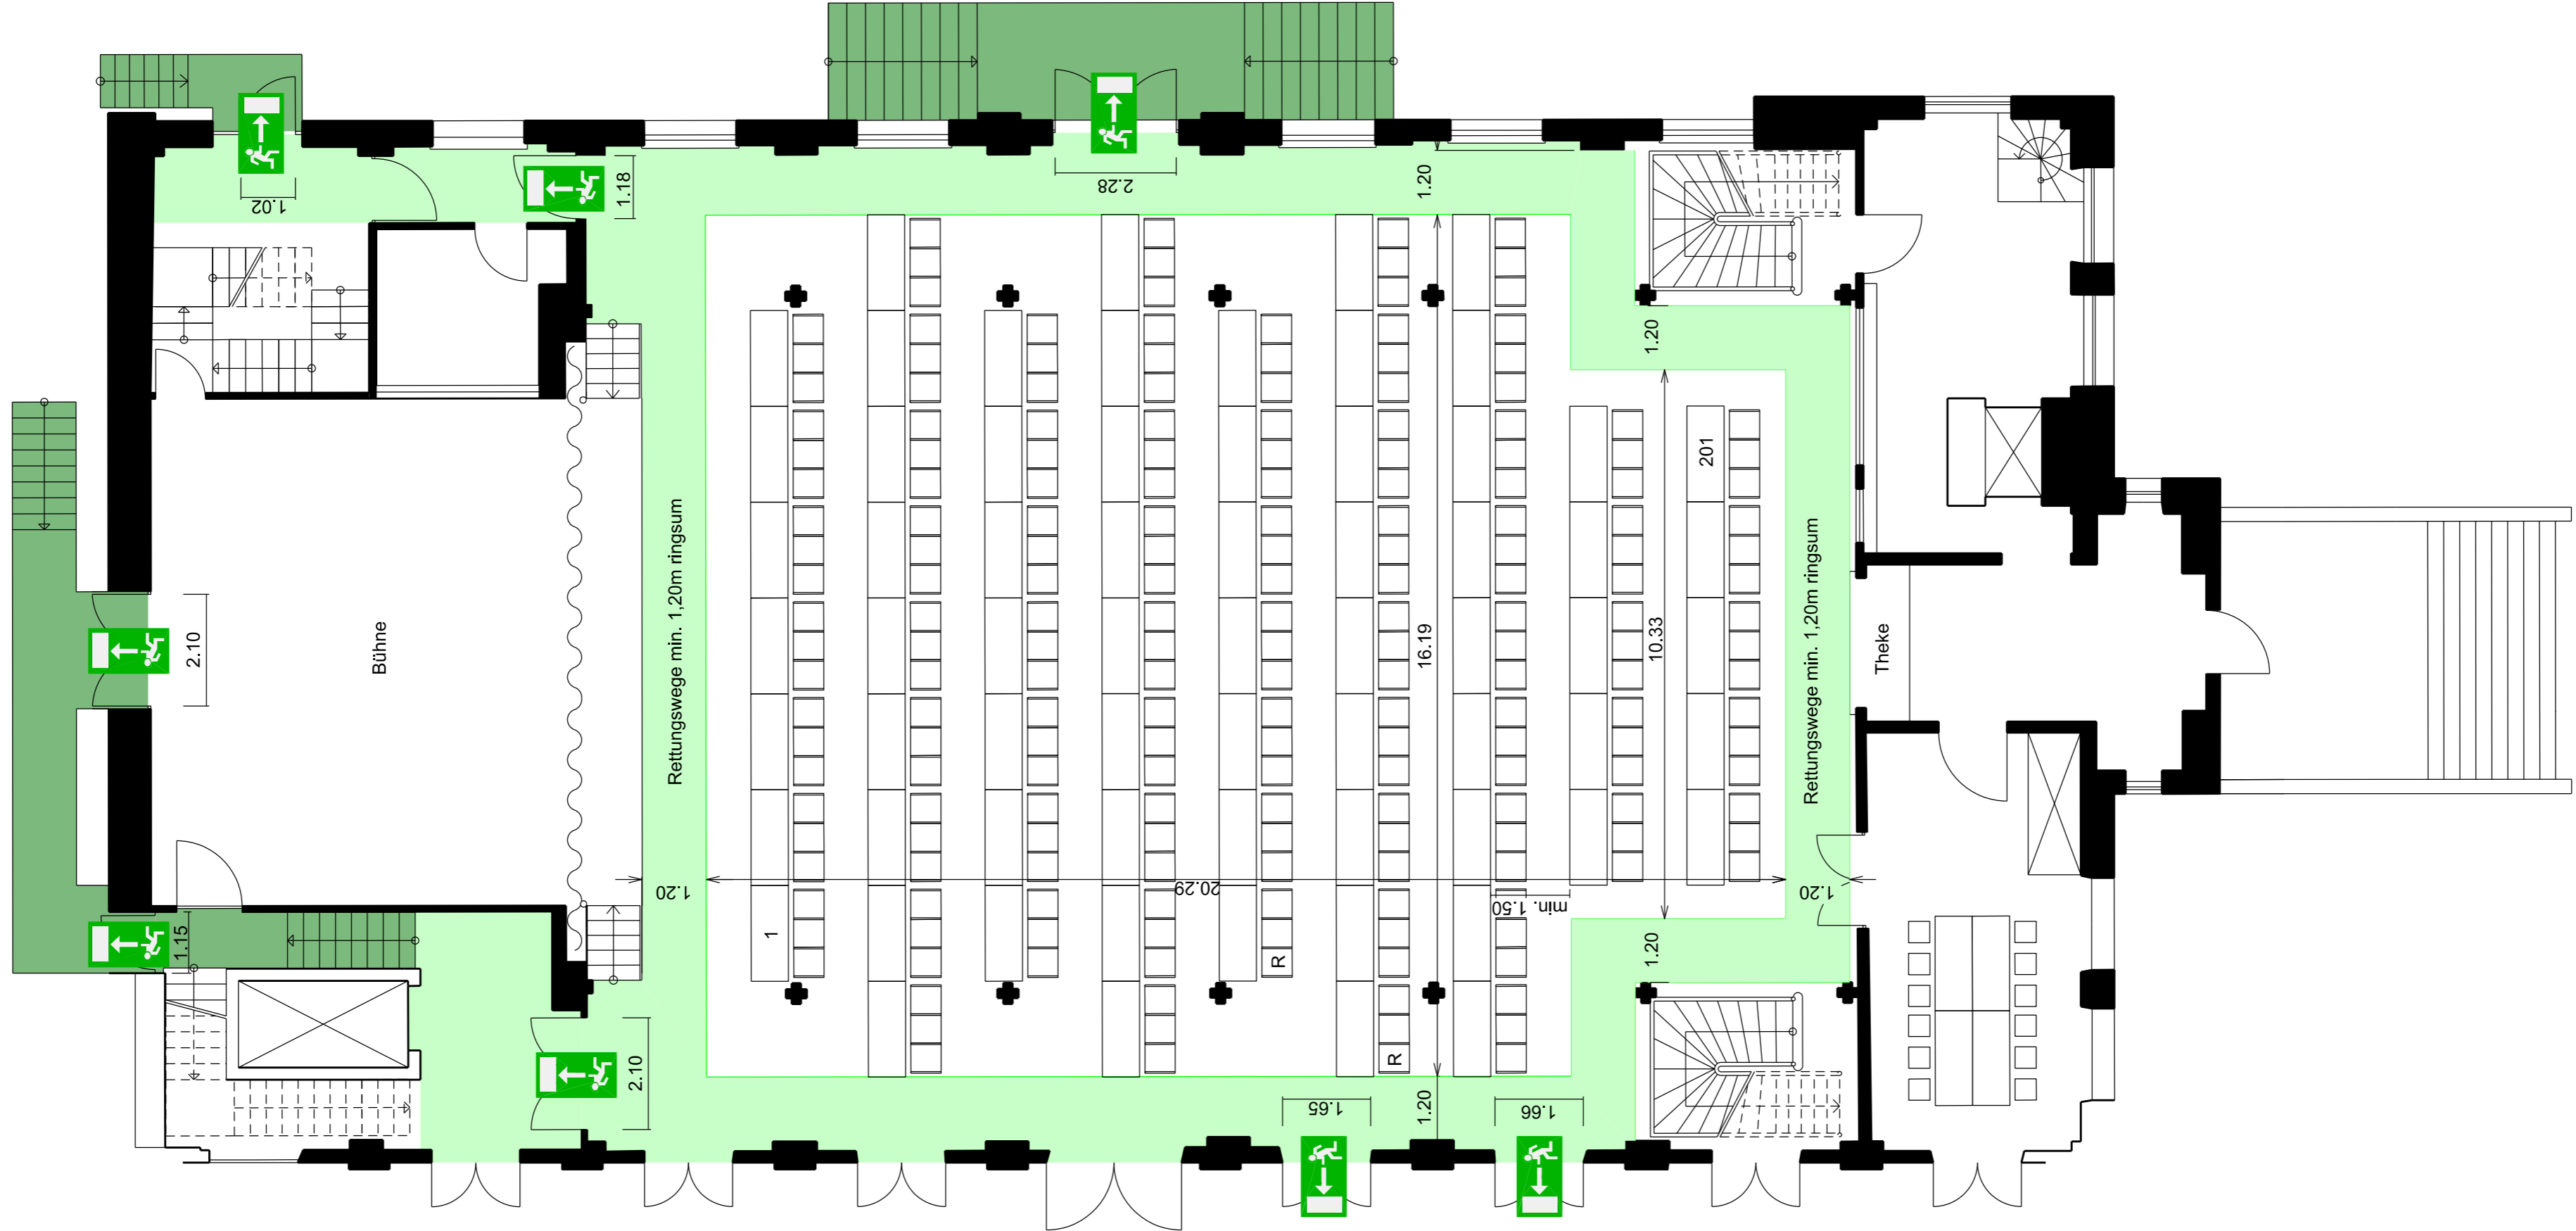 1.02
1.18
2.28
1.20
1.20
2.10
Bühne
Rettungswege min. 1,20m ringsum
16.19
10.33
201
Rettungswege min. 1,20m ringsum
Theke
1.20
20.29
min. 1.50
1.20
1.15
1
R
1.20
2.10
R
1.65
1.20
1.66